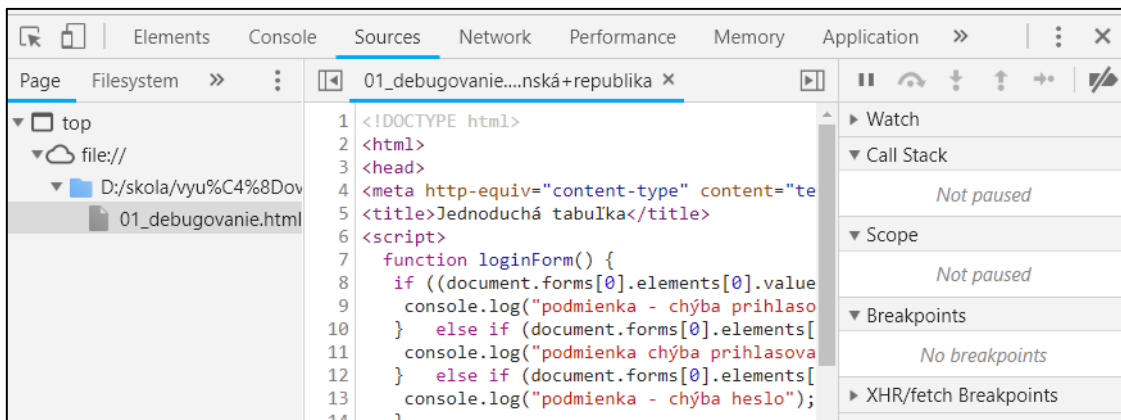 Elements Console Sources Network Performance Memory Application »
Page Filesystem »
01_debugovanie....nská+republika ×
top
file://
D:/skola/vyu%C4%8Dov
01_debugovanie.html
1 <!DOCTYPE html>
2 <html>
3 <head>
4 <meta http-equiv="content-type" content="te
5 <title>Jednoduchá tabuľka</title>
6 <script>
7 function loginForm() {
8 if ((document.forms[0].elements[0].value
9 console.log("podmienka - chýba prihlaso
10 } else if (document.forms[0].elements[
11 console.log("podmienka chýba prihlasova
12 } else if (document.forms[0].elements[
13 console.log("podmienka - chýba heslo");
14 }
Watch
Call Stack
Not paused
Scope
Not paused
Breakpoints
No breakpoints
XHR/fetch Breakpoints